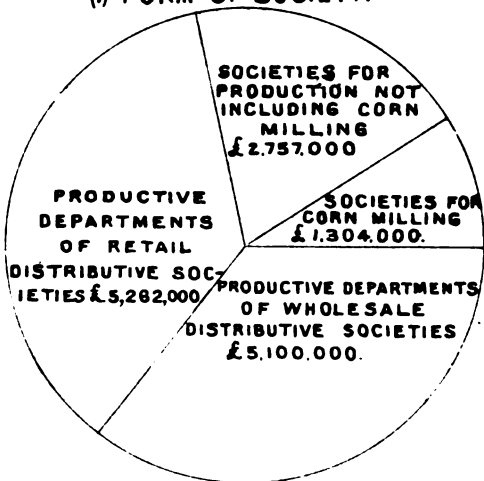 (1) FORM OF SOCIETY.
SOCIETIES FOR
PRODUCTION NOT
INCLUDING CORN
MILLING
£2,757,000
SOCIETIES FOR
CORN MILLING
£1,304,000.
PRODUCTIVE
DEPARTMENTS
OF RETAIL
DISTRIBUTIVE SOC-
IETIES £5,262,000
PRODUCTIVE DEPARTMENTS
OF WHOLESALE
DISTRIBUTIVE SOCIETIES
£5,100,000.